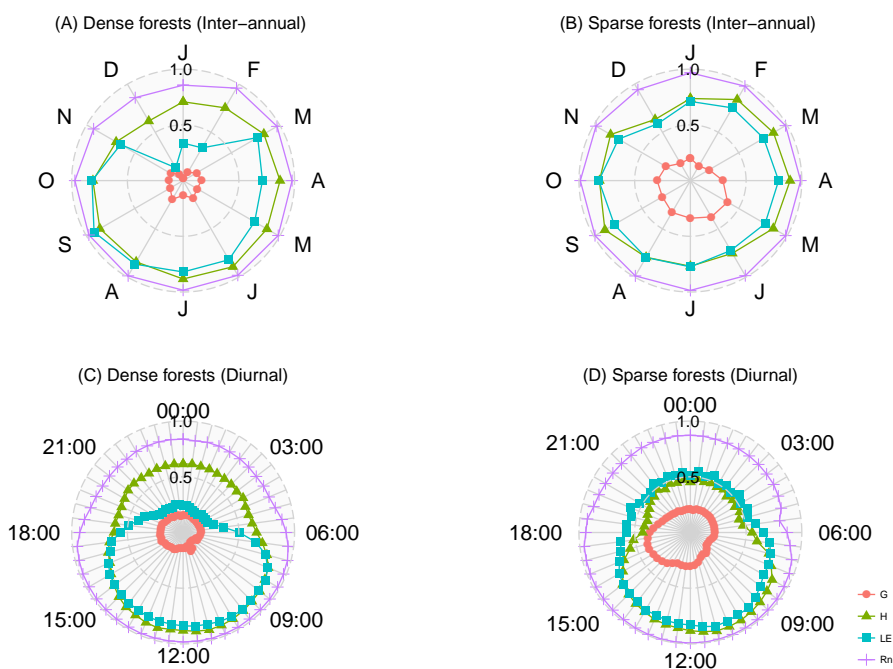 (A) Dense forests (Inter−annual)
J
F
M
A
M
J
J
A
S
O
N
D
1.0
0.5
(B) Sparse forests (Inter−annual)
J
F
M
A
M
J
J
A
S
O
N
D
1.0
0.5
(C) Dense forests (Diurnal)
00:00
03:00
06:00
09:00
12:00
15:00
18:00
21:00
1.0
0.5
(D) Sparse forests (Diurnal)
00:00
03:00
06:00
09:00
12:00
15:00
18:00
21:00
1.0
0.5
G
H
LE
Rn